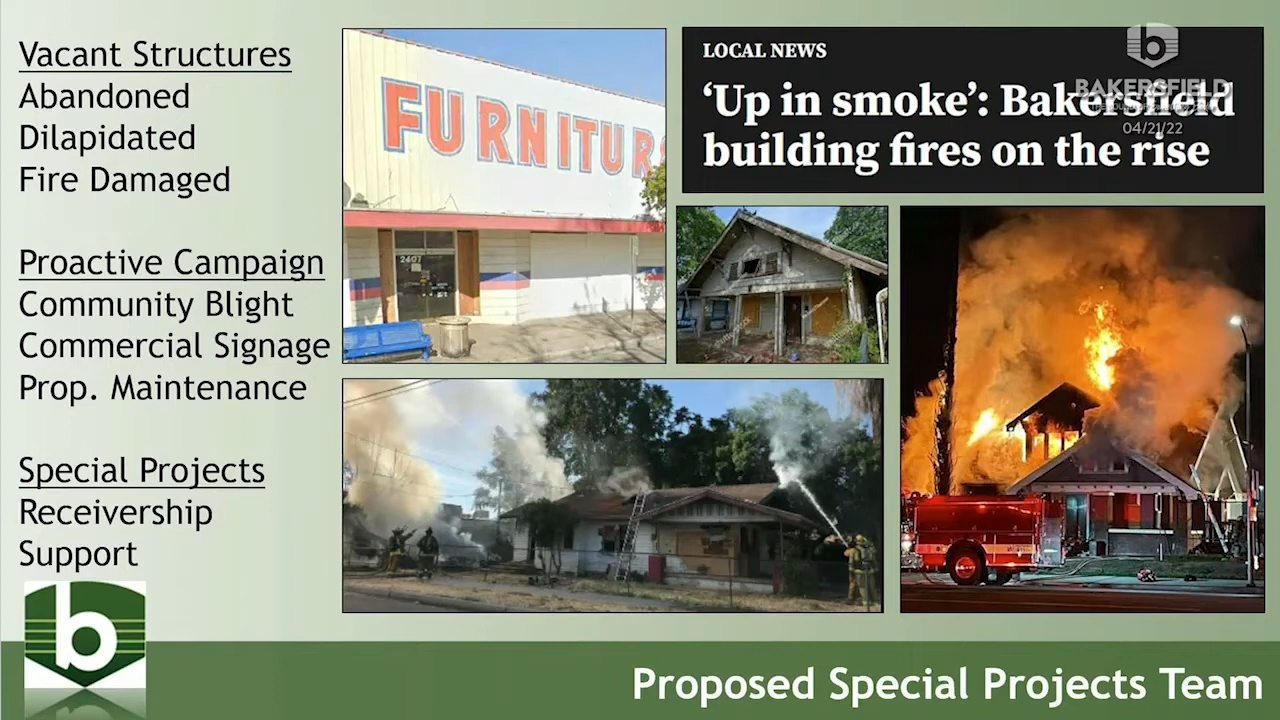 Vacant Structures
Abandoned
Dilapidated
Fire Damaged
Proactive Campaign
Community Blight
Commercial Signage
Prop. Maintenance
Special Projects
Receivership
Support
b
FURNITUR
2607
LOCAL NEWS
‘Up in smoke’: Bakersfield
building fires on the rise
b
BAKERSFIELD
04/21/22
Proposed Special Projects Team